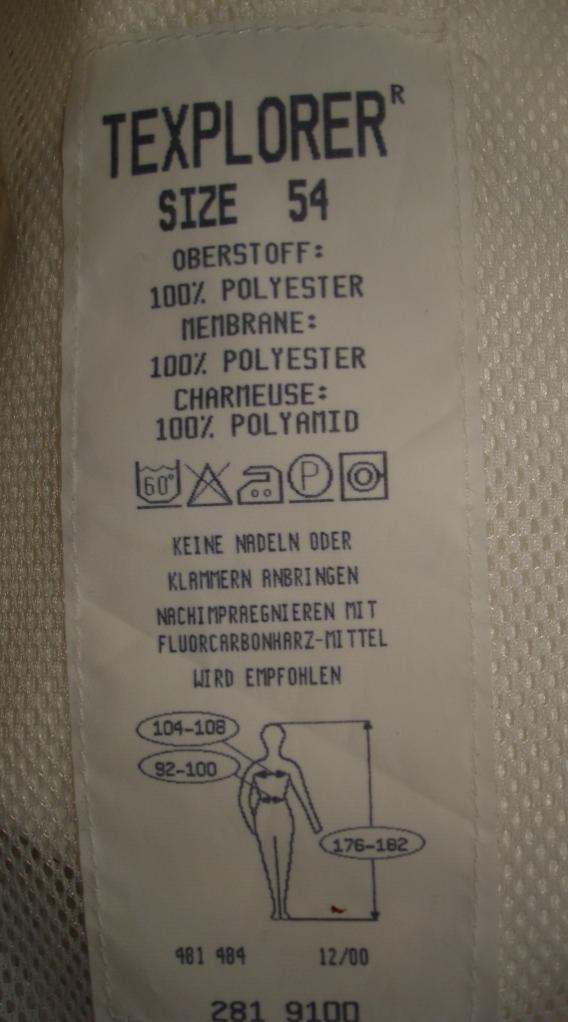 TEXPLORER R
SIZE 54
OBERSTOFF:
100% POLYESTER
MEMBRANE:
100% POLYESTER
CHARMEUSE:
100% POLYAMID
60° P
KEINE NADELN ODER
KLAMMERN ANBRINGEN
NACHIMPRAEGNIEREN MIT
FLUORCARBONHARZ-MITTEL
WIRD EMPFOHLEN
104-108
92-100
176-182
481 484 12/00
281 9100